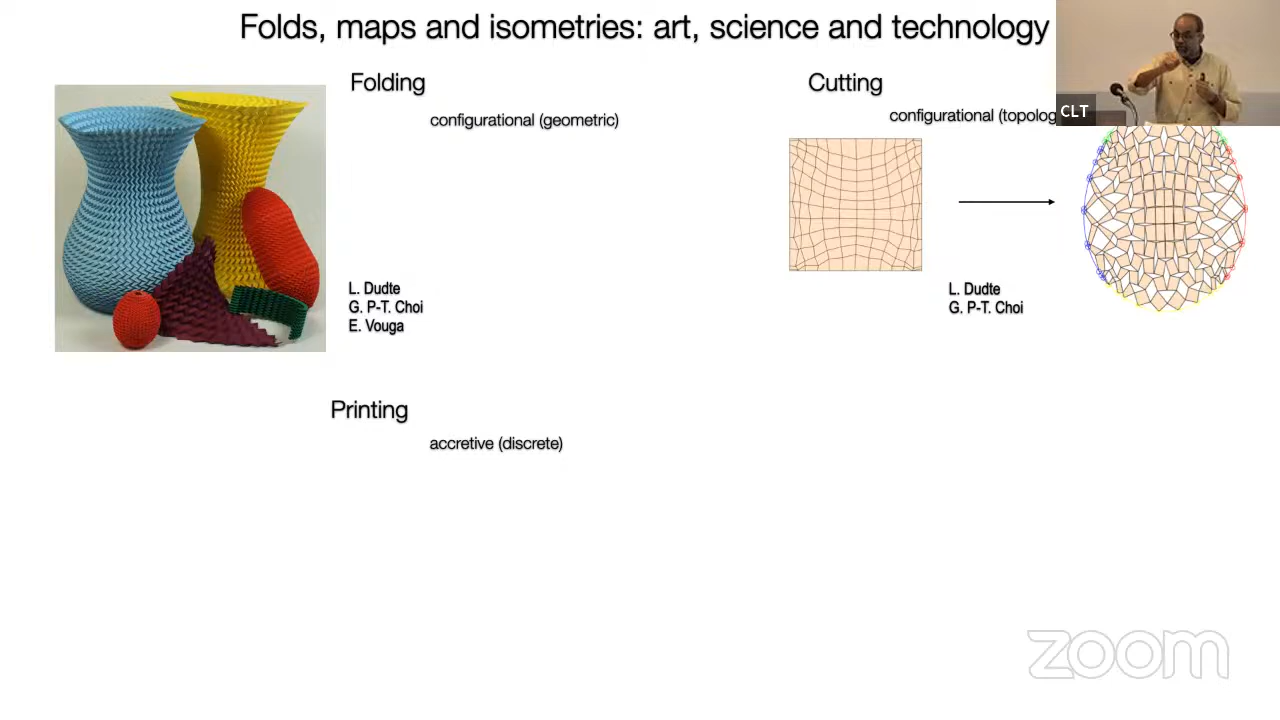 Folds, maps and isometries: art, science and technology
Folding
configurational (geometric)
L. Dudte
G. P-T. Choi
E. Vouga
Cutting
configurational (topolog
L. Dudte
G. P-T. Choi
CLT
Printing
accretive (discrete)
zoom